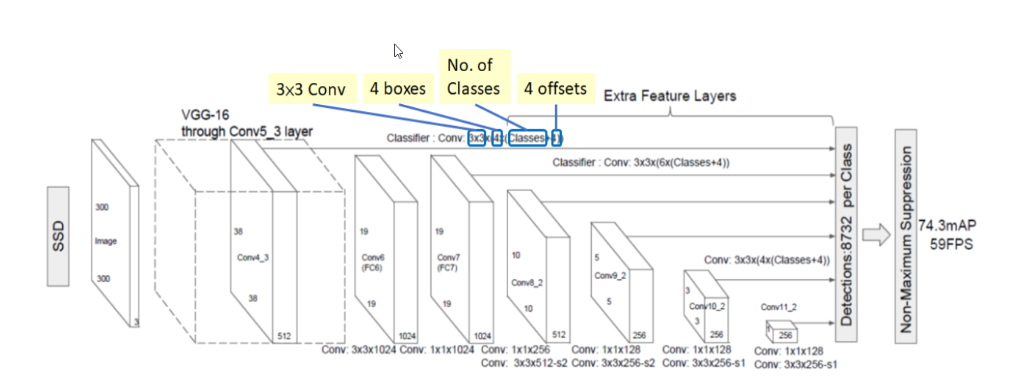 No. of
Classes
3x3 Conv
4 boxes
4 offsets
Extra Feature Layers
VGG-16
through Conv5_3 layer
Classifier : Conv: 3x3x(4x(Classes+4))
Classifier : Conv: 3x3x(6x(Classes+4))
SSD
300
Image
300
3
38
Conv4_3
38
512
19
Conv6
(FC6)
19
1024
19
Conv7
(FC7)
19
1024
10
Conv8_2
10
512
5
Conv9_2
5
256
Conv: 3x3x(4x(Classes+4))
3
Conv10_2
3
256
Conv11_2
1
256
Detections:8732 per Class
Non-Maximum Suppression
74.3mAP
59FPS
Conv: 3x3x1024
Conv: 1x1x1024
Conv: 1x1x256
Conv: 3x3x512-s2
Conv: 1x1x128
Conv: 3x3x256-s2
Conv: 1x1x128
Conv: 3x3x256-s1
Conv: 1x1x128
Conv: 3x3x256-s1